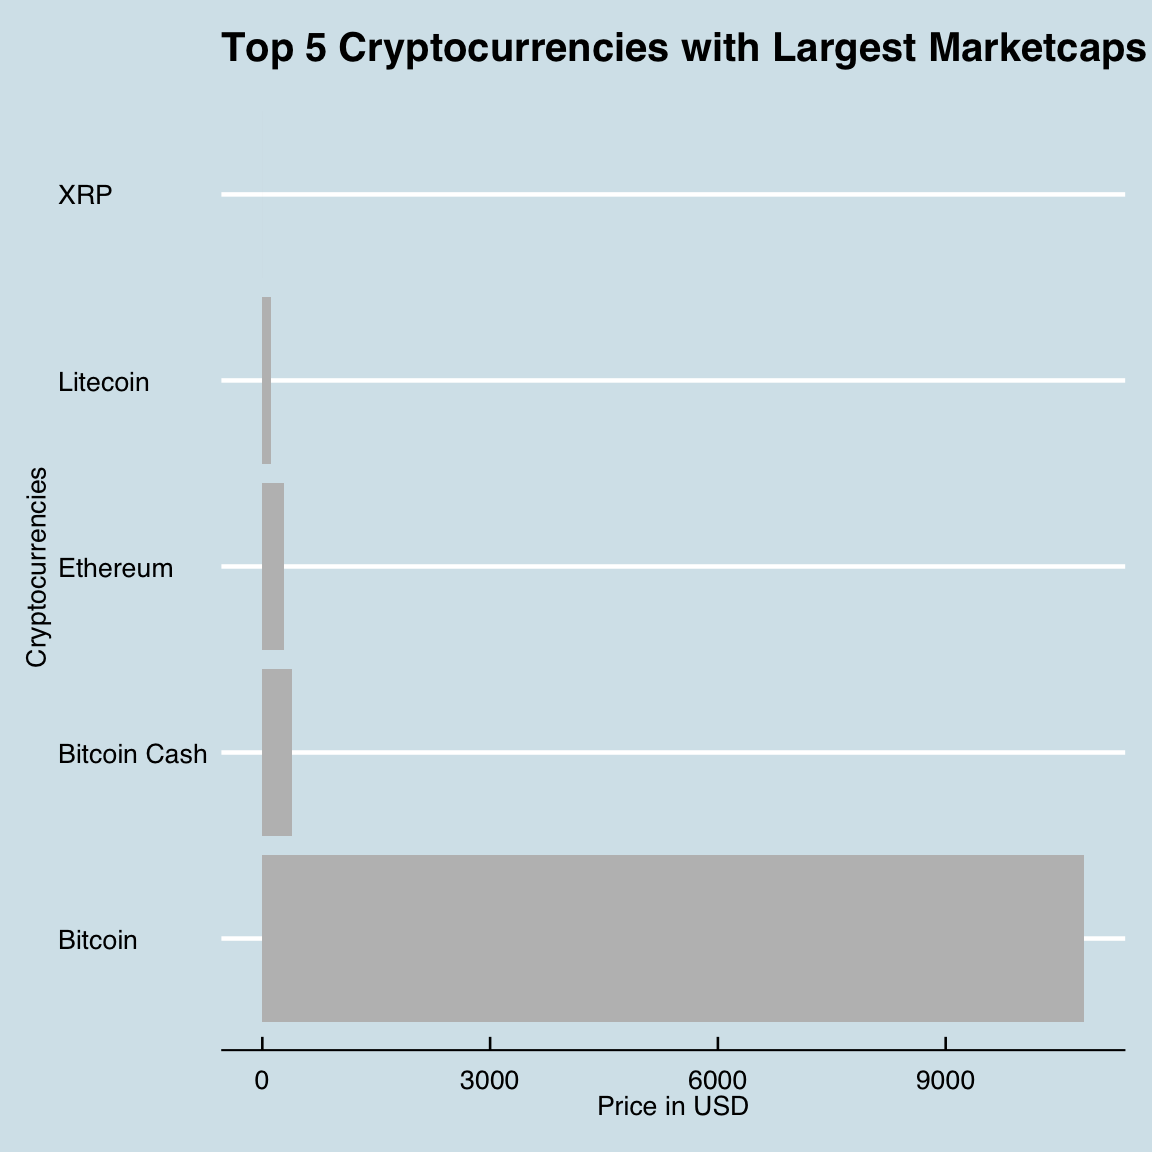 Top 5 Cryptocurrencies with Largest Marketcaps
XRP
Litecoin
Ethereum
Bitcoin Cash
Bitcoin
Cryptocurrencies
0 3000 6000 9000
Price in USD